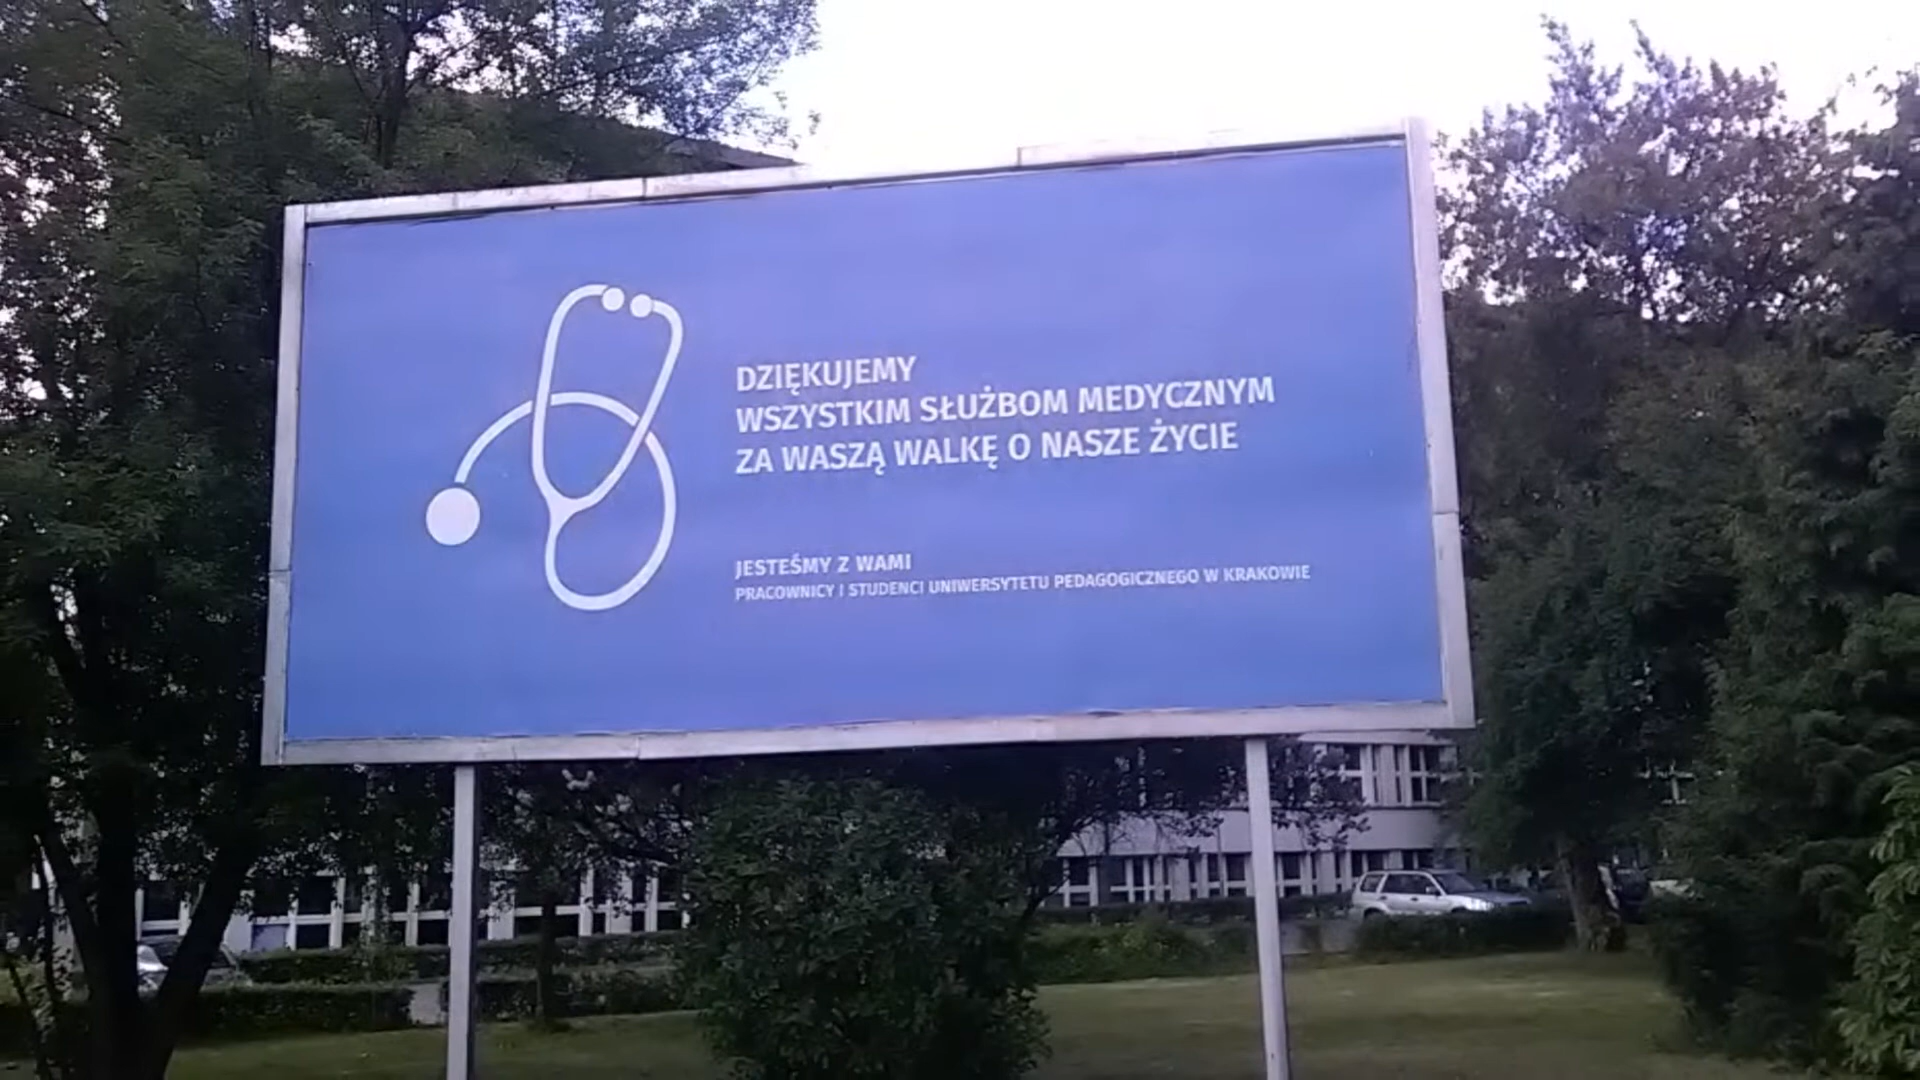 DZIĘKUJEMY
WSZYSTKIM SŁUŻBOM MEDYCZNYM
ZA WASZĄ WALKĘ O NASZE ŻYCIE
JESTEŚMY Z WAMI
PRACOWNICY I STUDENCI UNIWERSYTETU PEDAGOGICZNEGO W KRAKOWIE